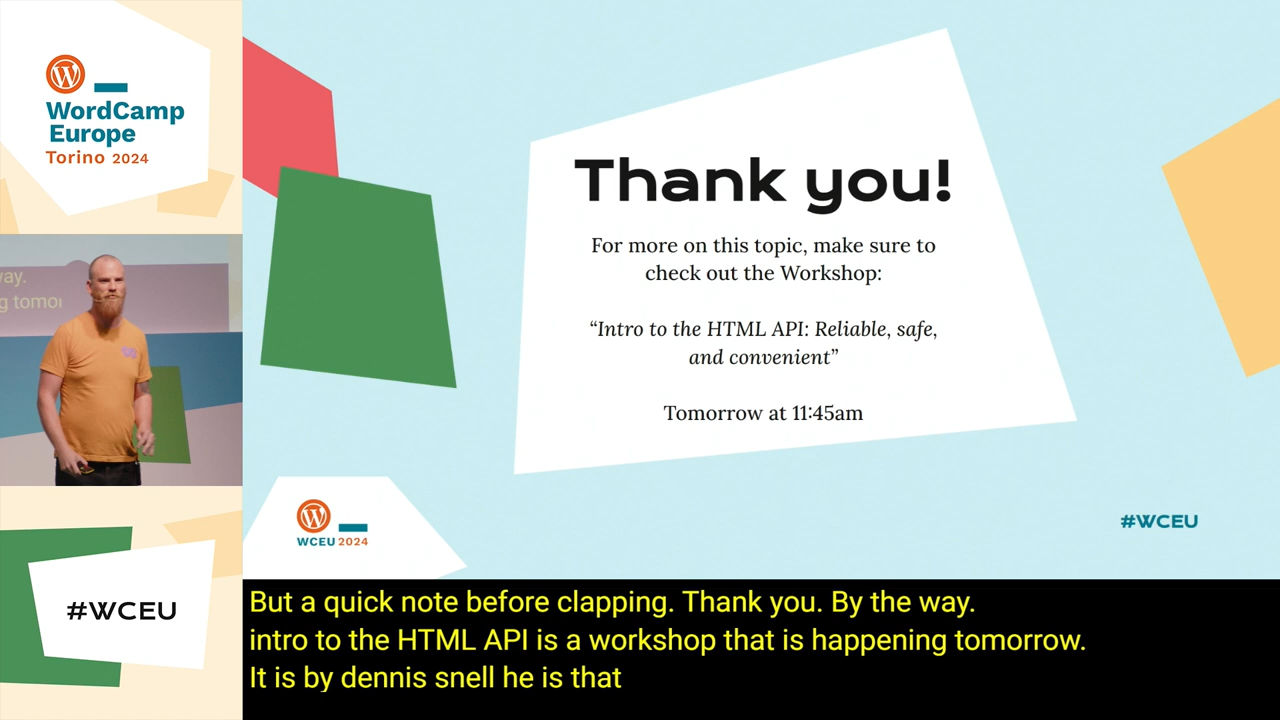 WordCamp
Europe
Torino 2024
way.
g tomor
#WCEU
Thank you!
For more on this topic, make sure to
check out the Workshop:
“Intro to the HTML API: Reliable, safe,
and convenient”
Tomorrow at 11:45am
WCEU 2024
#WCEU
But a quick note before clapping. Thank you. By the way.
intro to the HTML API is a workshop that is happening tomorrow.
It is by dennis snell he is that